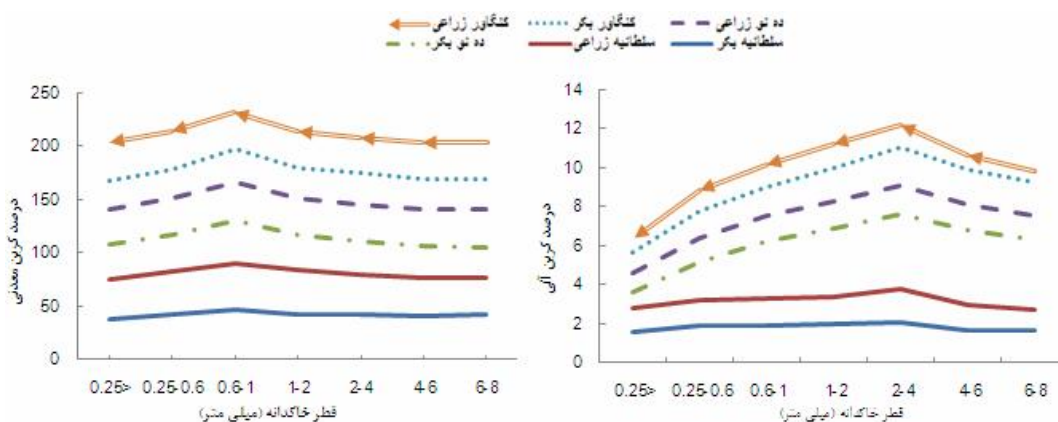 کنگاور زراعی کنگاور بکر ده نو زراعی
ده نو بکر سلطانیه زراعی سلطانیه بکر
درصد کربن معدنی
250
200
150
100
50
0
0.25> 0.25-0.6 0.6-1 1-2 2-4 4-6 6-8
قطر خاکدانه (میلی متر)
درصد کربن آلی
14
12
10
8
6
4
2
0
0.25> 0.25-0.6 0.6-1 1-2 2-4 4-6 6-8
قطر خاکدانه (میلی متر)